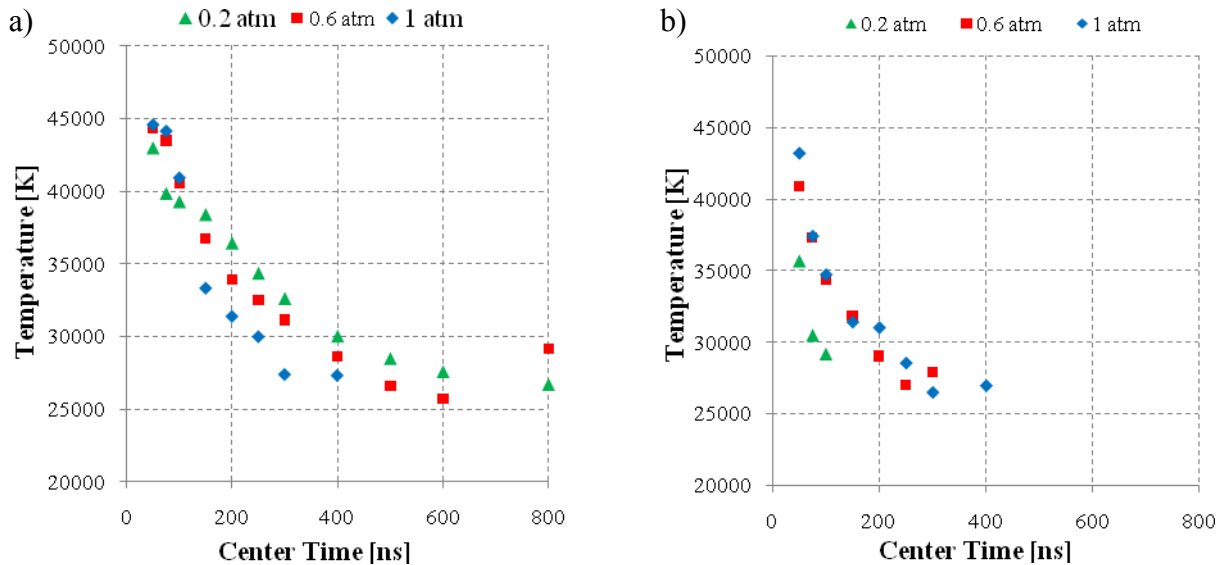 a)
0.2 atm 0.6 atm 1 atm
50000
45000
40000
35000
30000
25000
20000
Temperature [K]
0 200 400 600 800
Center Time [ns]
b)
0.2 atm 0.6 atm 1 atm
50000
45000
40000
35000
30000
25000
20000
Temperature [K]
0 200 400 600 800
Center Time [ns]